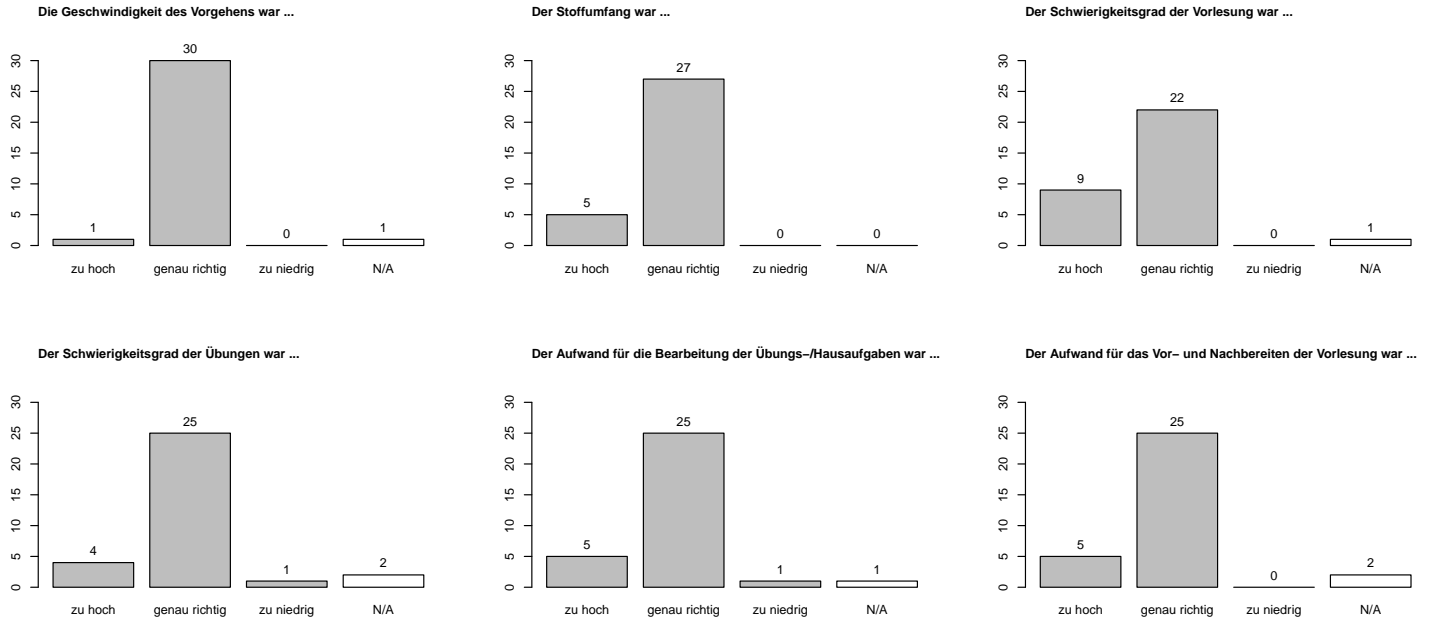 Die Geschwindigkeit des Vorgehens war ...
30
25
20
15
10
5
0
1
30
0
1
zu hoch
genau richtig
zu niedrig
N/A
Der Stoffumfang war ...
30
25
20
15
10
5
0
5
27
0
0
zu hoch
genau richtig
zu niedrig
N/A
Der Schwierigkeitsgrad der Vorlesung war ...
30
25
20
15
10
5
0
9
22
0
1
zu hoch
genau richtig
zu niedrig
N/A
Der Schwierigkeitsgrad der Übungen war ...
30
25
20
15
10
5
0
4
25
1
2
zu hoch
genau richtig
zu niedrig
N/A
Der Aufwand für die Bearbeitung der Übungs−/Hausaufgaben war ...
30
25
20
15
10
5
0
5
25
1
1
zu hoch
genau richtig
zu niedrig
N/A
Der Aufwand für das Vor− und Nachbereiten der Vorlesung war ...
30
25
20
15
10
5
0
5
25
0
2
zu hoch
genau richtig
zu niedrig
N/A